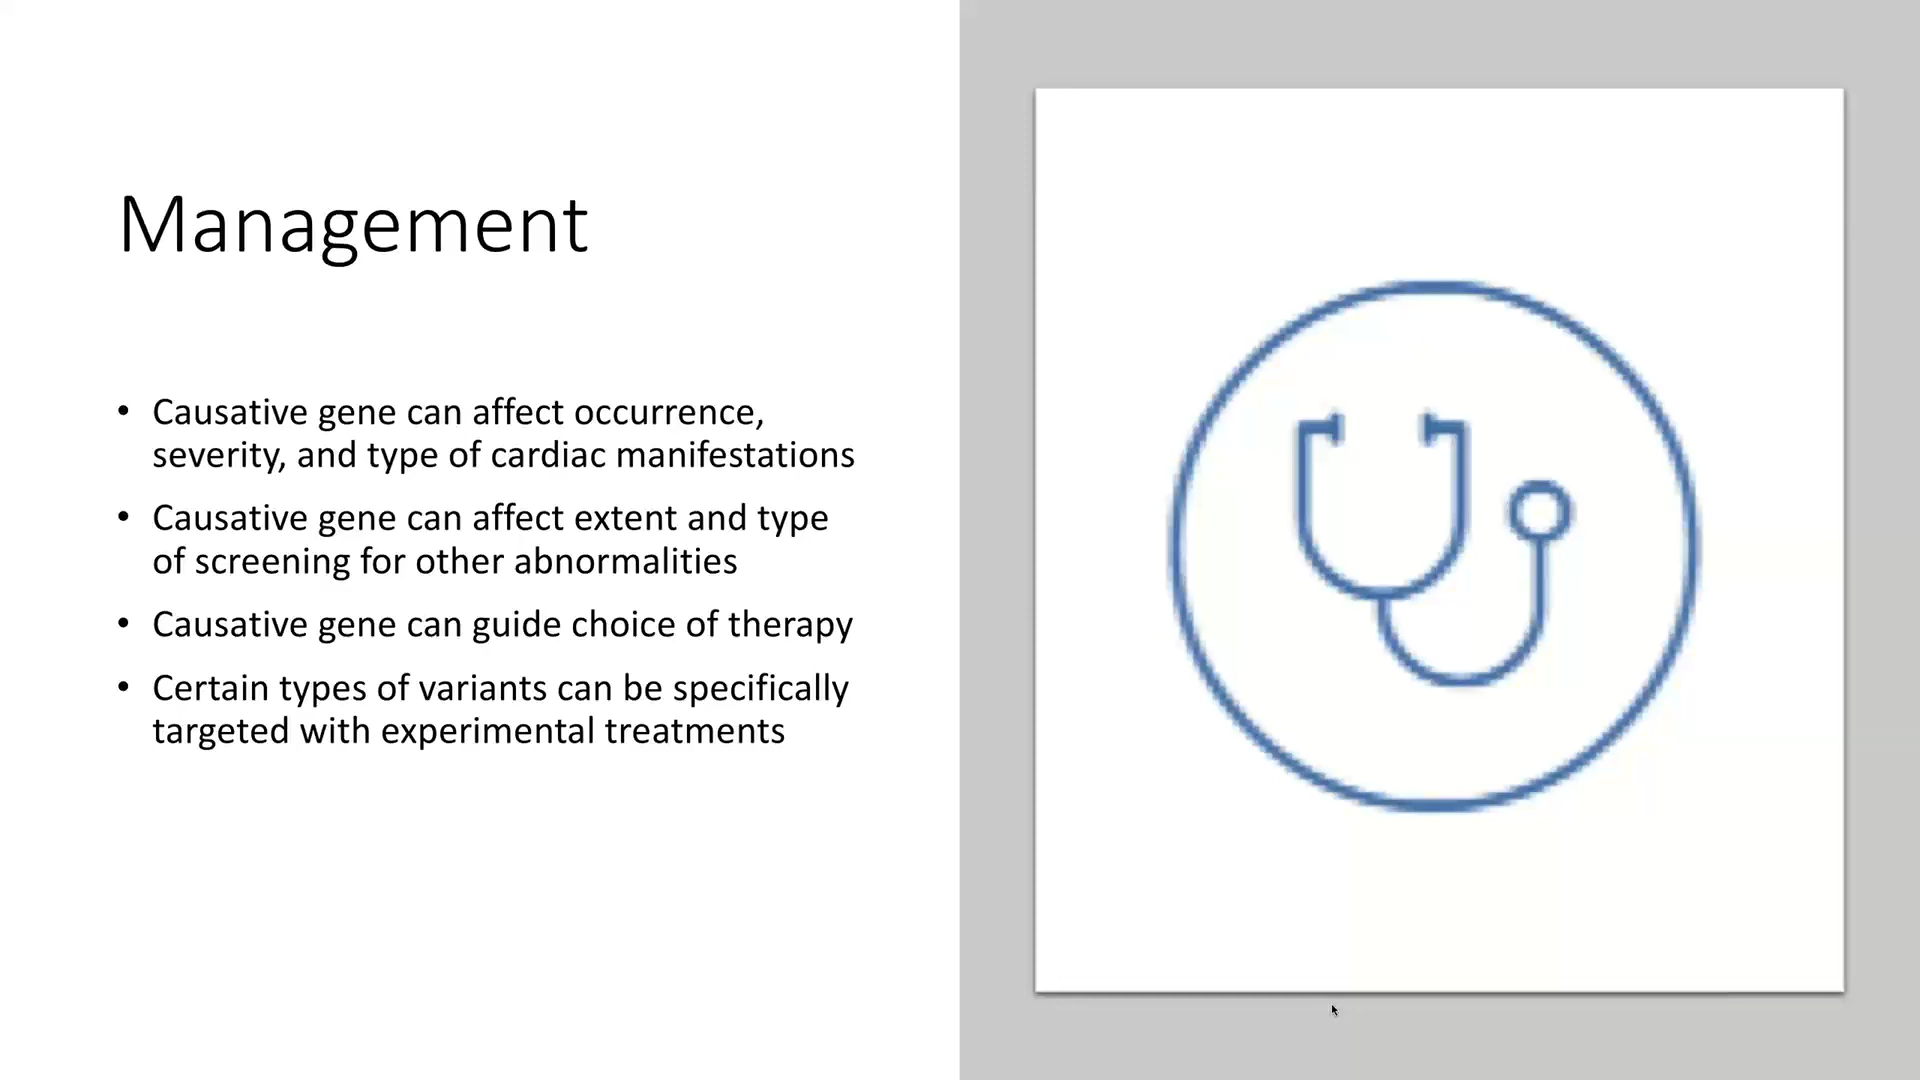 Management
• Causative gene can affect occurrence,
severity, and type of cardiac manifestations
• Causative gene can affect extent and type
of screening for other abnormalities
• Causative gene can guide choice of therapy
• Certain types of variants can be specifically
targeted with experimental treatments